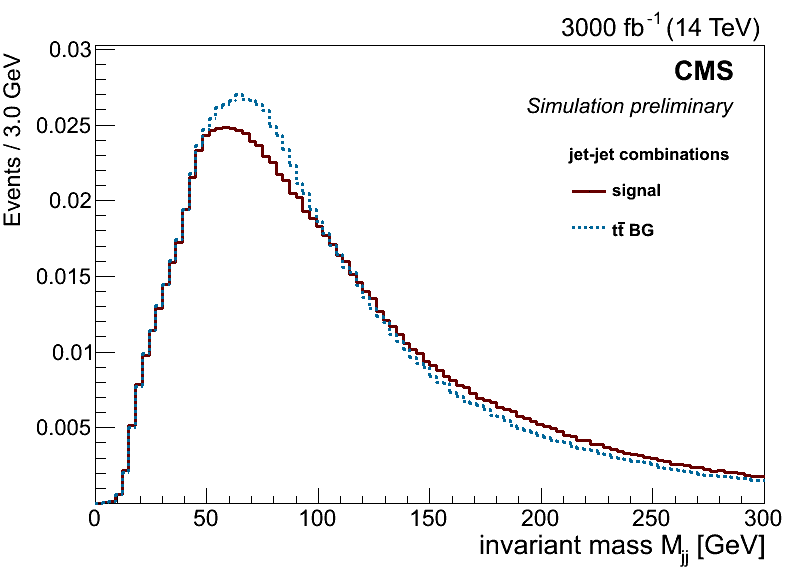 3000 fb⁻¹ (14 TeV)
CMS
Simulation preliminary
jet-jet combinations
signal
tt̄ BG
Events / 3.0 GeV
0.03
0.025
0.02
0.015
0.01
0.005
0 50 100 150 200 250 300
invariant mass Mjj [GeV]